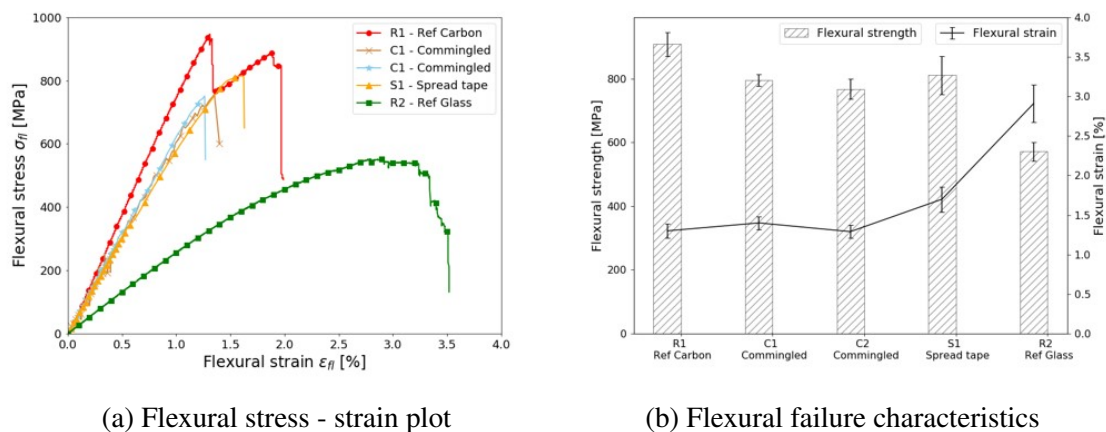 1000
800
600
400
200
0
Flexural stress σfl [MPa]
R1 - Ref Carbon
C1 - Commingled
C1 - Commingled
S1 - Spread tape
R2 - Ref Glass
0.0 0.5 1.0 1.5 2.0 2.5 3.0 3.5 4.0
Flexural strain εfl [%]
(a) Flexural stress - strain plot
Flexural strength
Flexural strain
800
600
400
200
0
Flexural strength [MPa]
4.0
3.5
3.0
2.5
2.0
1.5
1.0
0.5
0.0
Flexural strain [%]
R1 C1 C2 S1 R2
Ref Carbon Commingled Commingled Spread tape Ref Glass
(b) Flexural failure characteristics